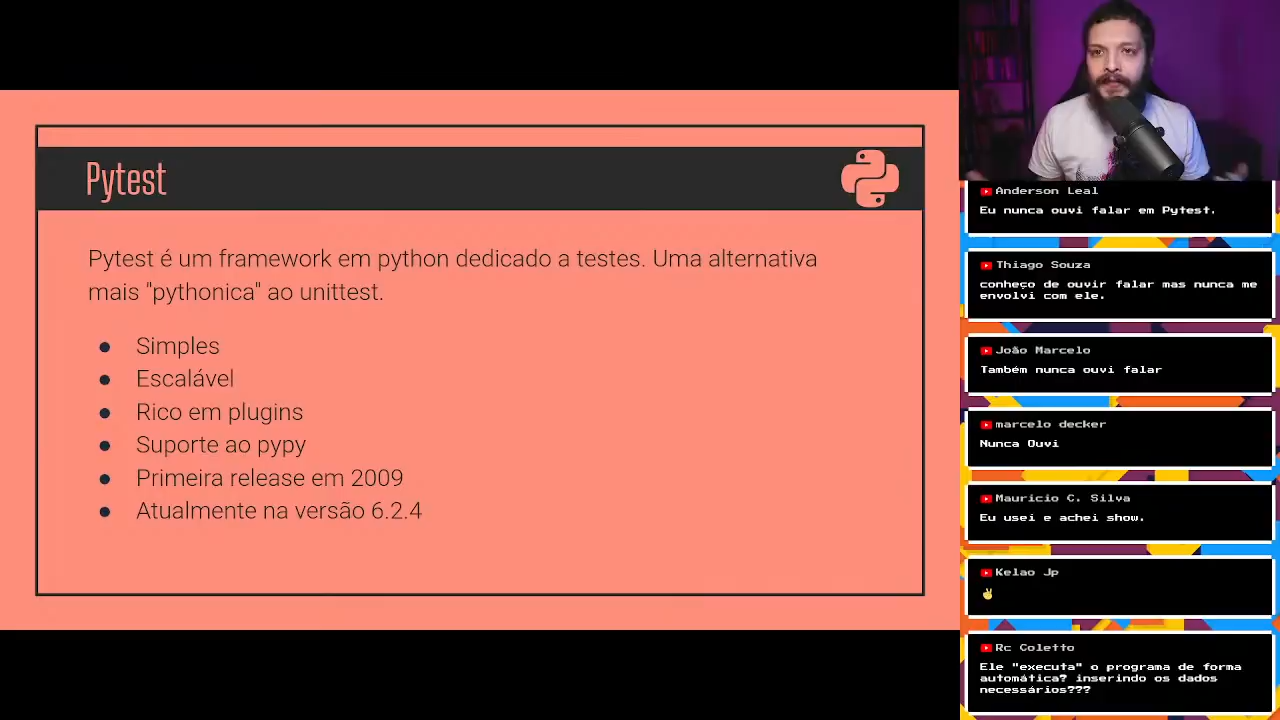 Pytest
Pytest é um framework em python dedicado a testes. Uma alternativa
mais "pythonica" ao unittest.
● Simples
● Escalável
● Rico em plugins
● Suporte ao pypy
● Primeira release em 2009
● Atualmente na versão 6.2.4
Anderson Leal
Eu nunca ouvi falar em Pytest.
Thiago Souza
conheço de ouvir falar mas nunca me
envolvi com ele.
João Marcelo
Também nunca ouvi falar
marcelo decker
Nunca Ouvi
Mauricio C. Silva
Eu usei e achei show.
Kelao Jp
✌
Rc Coletto
Ele "executa" o programa de forma
automática? inserindo os dados
necessários???